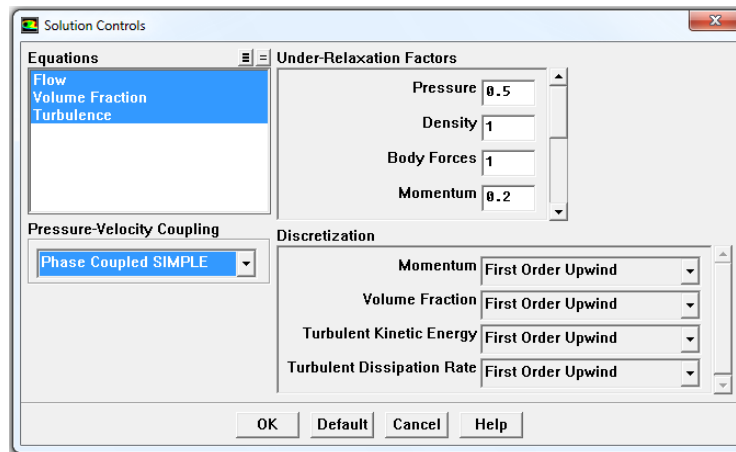 Solution Controls
Equations
Flow
Volume Fraction
Turbulence
Under-Relaxation Factors
Pressure 0.5
Density 1
Body Forces 1
Momentum 0.2
Pressure-Velocity Coupling
Phase Coupled SIMPLE
Discretization
Momentum First Order Upwind
Volume Fraction First Order Upwind
Turbulent Kinetic Energy First Order Upwind
Turbulent Dissipation Rate First Order Upwind
OK Default Cancel Help